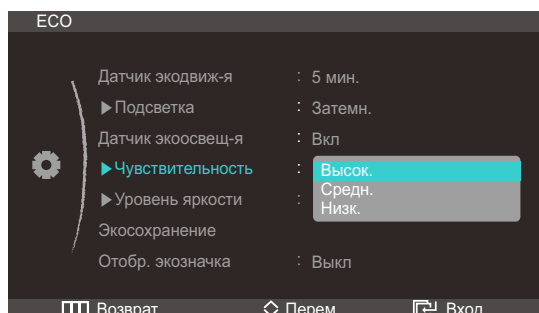 ECO
Датчик экодвиж-я : 5 мин.
▶Подсветка : Затемн.
Датчик экоосвещ-я : Вкл
▶Чувствительность : Высок.
Средн.
▶Уровень яркости :
Низк.
Экосохранение
Отобр. экозначка : Выкл
Возврат Перем. Вход